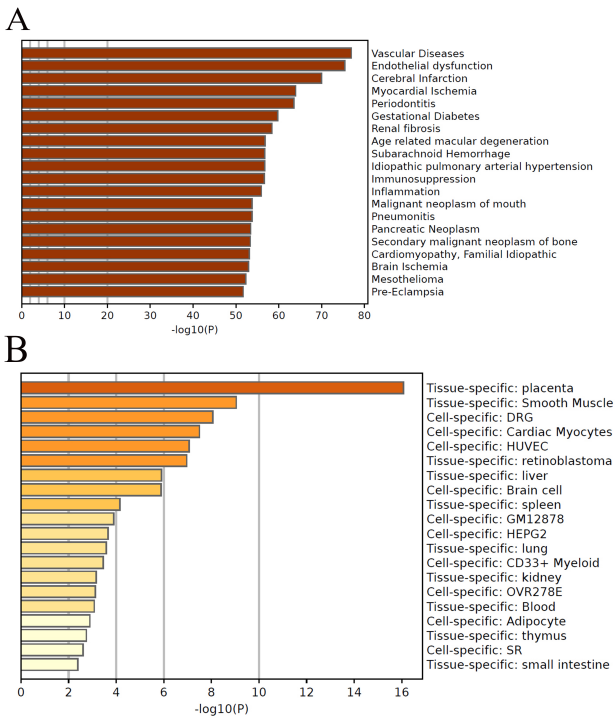 A
Vascular Diseases
Endothelial dysfunction
Cerebral Infarction
Myocardial Ischemia
Periodontitis
Gestational Diabetes
Renal fibrosis
Age related macular degeneration
Subarachnoid Hemorrhage
Idiopathic pulmonary arterial hypertension
Immunosuppression
Inflammation
Malignant neoplasm of mouth
Pneumonitis
Pancreatic Neoplasm
Secondary malignant neoplasm of bone
Cardiomyopathy, Familial Idiopathic
Brain Ischemia
Mesothelioma
Pre-Eclampsia
0 10 20 30 40 50 60 70 80
-log10(P)
B
Tissue-specific: placenta
Tissue-specific: Smooth Muscle
Cell-specific: DRG
Cell-specific: Cardiac Myocytes
Cell-specific: HUVEC
Tissue-specific: retinoblastoma
Tissue-specific: liver
Cell-specific: Brain cell
Tissue-specific: spleen
Cell-specific: GM12878
Cell-specific: HEPG2
Tissue-specific: lung
Cell-specific: CD33+ Myeloid
Tissue-specific: kidney
Cell-specific: OVR278E
Tissue-specific: Blood
Cell-specific: Adipocyte
Tissue-specific: thymus
Cell-specific: SR
Tissue-specific: small intestine
0 2 4 6 8 10 12 14 16
-log10(P)